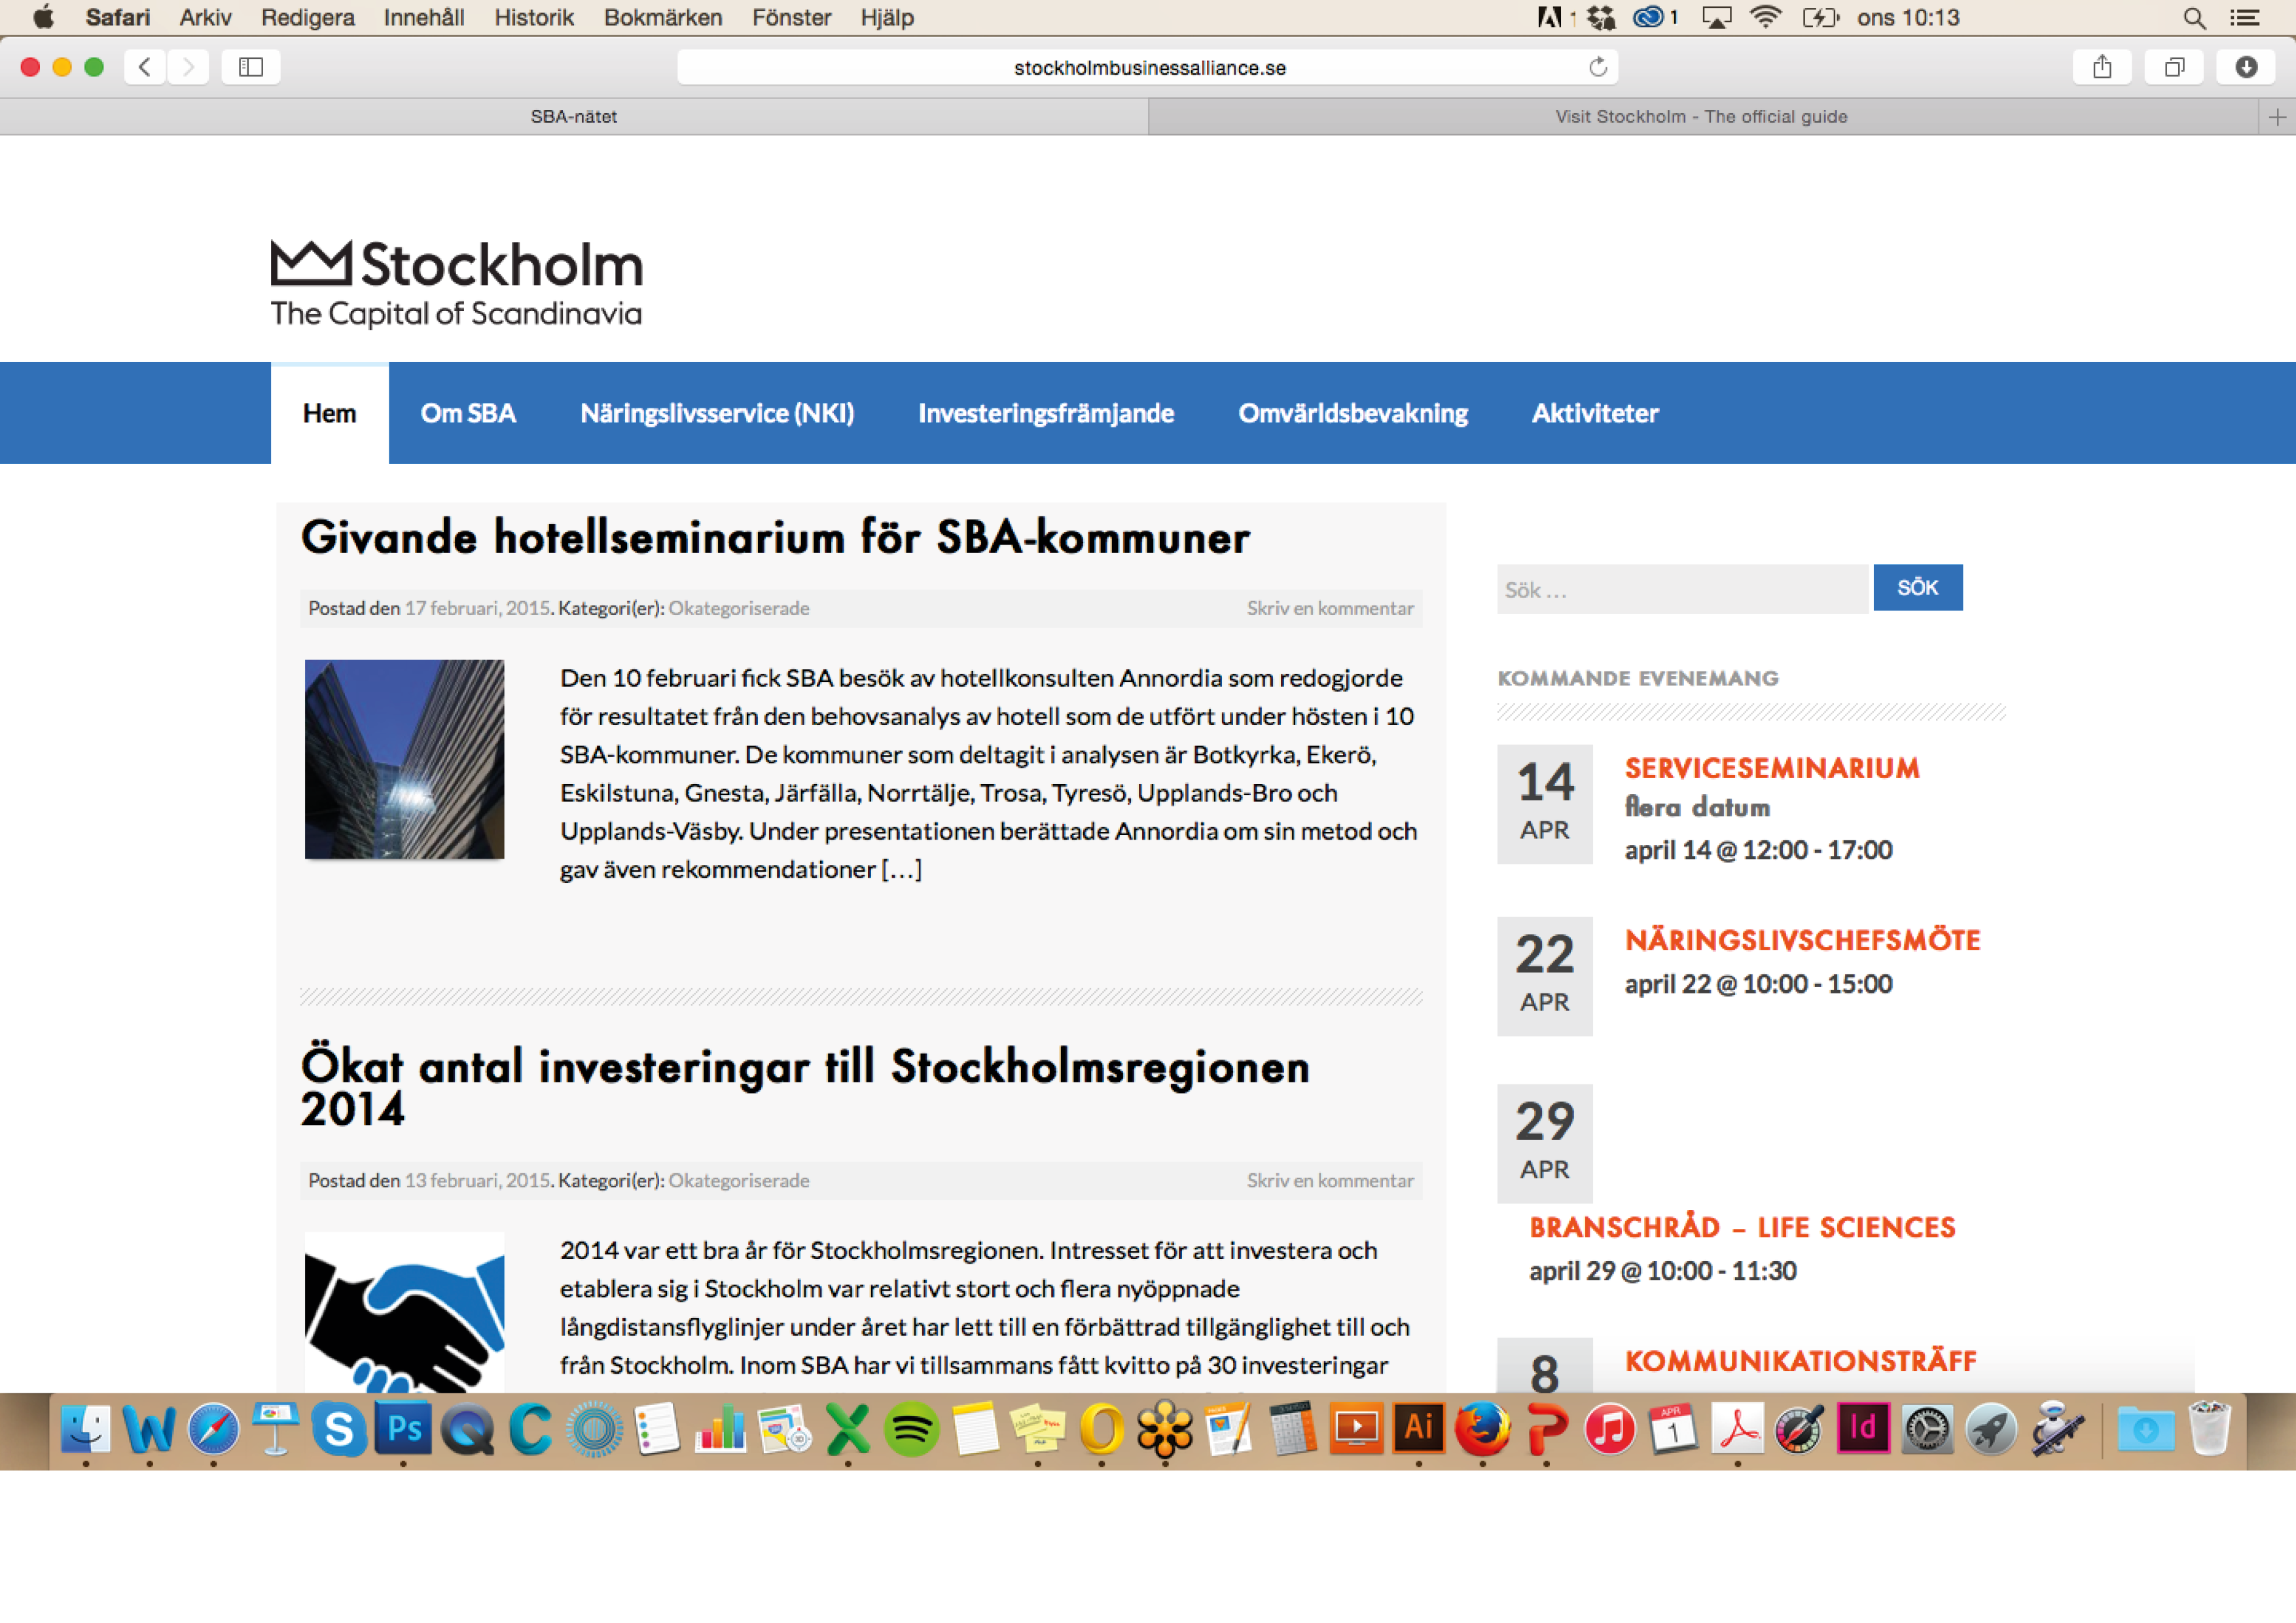 Safari Arkiv Redigera Innehåll Historik Bokmärken Fönster Hjälp 1 1 ons 10:13
stockholmbusinessalliance.se
SBA-nätet
Visit Stockholm - The official guide
Stockholm
The Capital of Scandinavia
Hem Om SBA Näringslivsservice (NKI) Investeringsfrämjande Omvärldsbevakning Aktiviteter
Givande hotellseminarium för SBA-kommuner
Postad den 17 februari, 2015. Kategori(er): Okategoriserade
Skriv en kommentar
Den 10 februari fick SBA besök av hotellkonsulten Annordia som redogjorde
för resultatet från den behovsanalys av hotell som de utfört under hösten i 10
SBA-kommuner. De kommuner som deltagit i analysen är Botkyrka, Ekerö,
Eskilstuna, Gnesta, Järfälla, Norrtälje, Trosa, Tyresö, Upplands-Bro och
Upplands-Väsby. Under presentationen berättade Annordia om sin metod och
gav även rekommendationer […]
Ökat antal investeringar till Stockholmsregionen
2014
Postad den 13 februari, 2015. Kategori(er): Okategoriserade
Skriv en kommentar
2014 var ett bra år för Stockholmsregionen. Intresset för att investera och
etablera sig i Stockholm var relativt stort och flera nyöppnade
långdistansflyglinjer under året har lett till en förbättrad tillgänglighet till och
från Stockholm. Inom SBA har vi tillsammans fått kvitto på 30 investeringar
Sök …
SÖK
KOMMANDE EVENEMANG
14
APR
SERVICESEMINARIUM
flera datum
april 14 @ 12:00 - 17:00
22
APR
NÄRINGSLIVSCHEFSMÖTE
april 22 @ 10:00 - 15:00
29
APR
BRANSCHRÅD – LIFE SCIENCES
april 29 @ 10:00 - 11:30
8
KOMMUNIKATIONSTRÄFF
Ps
Ai
APR
1
Id